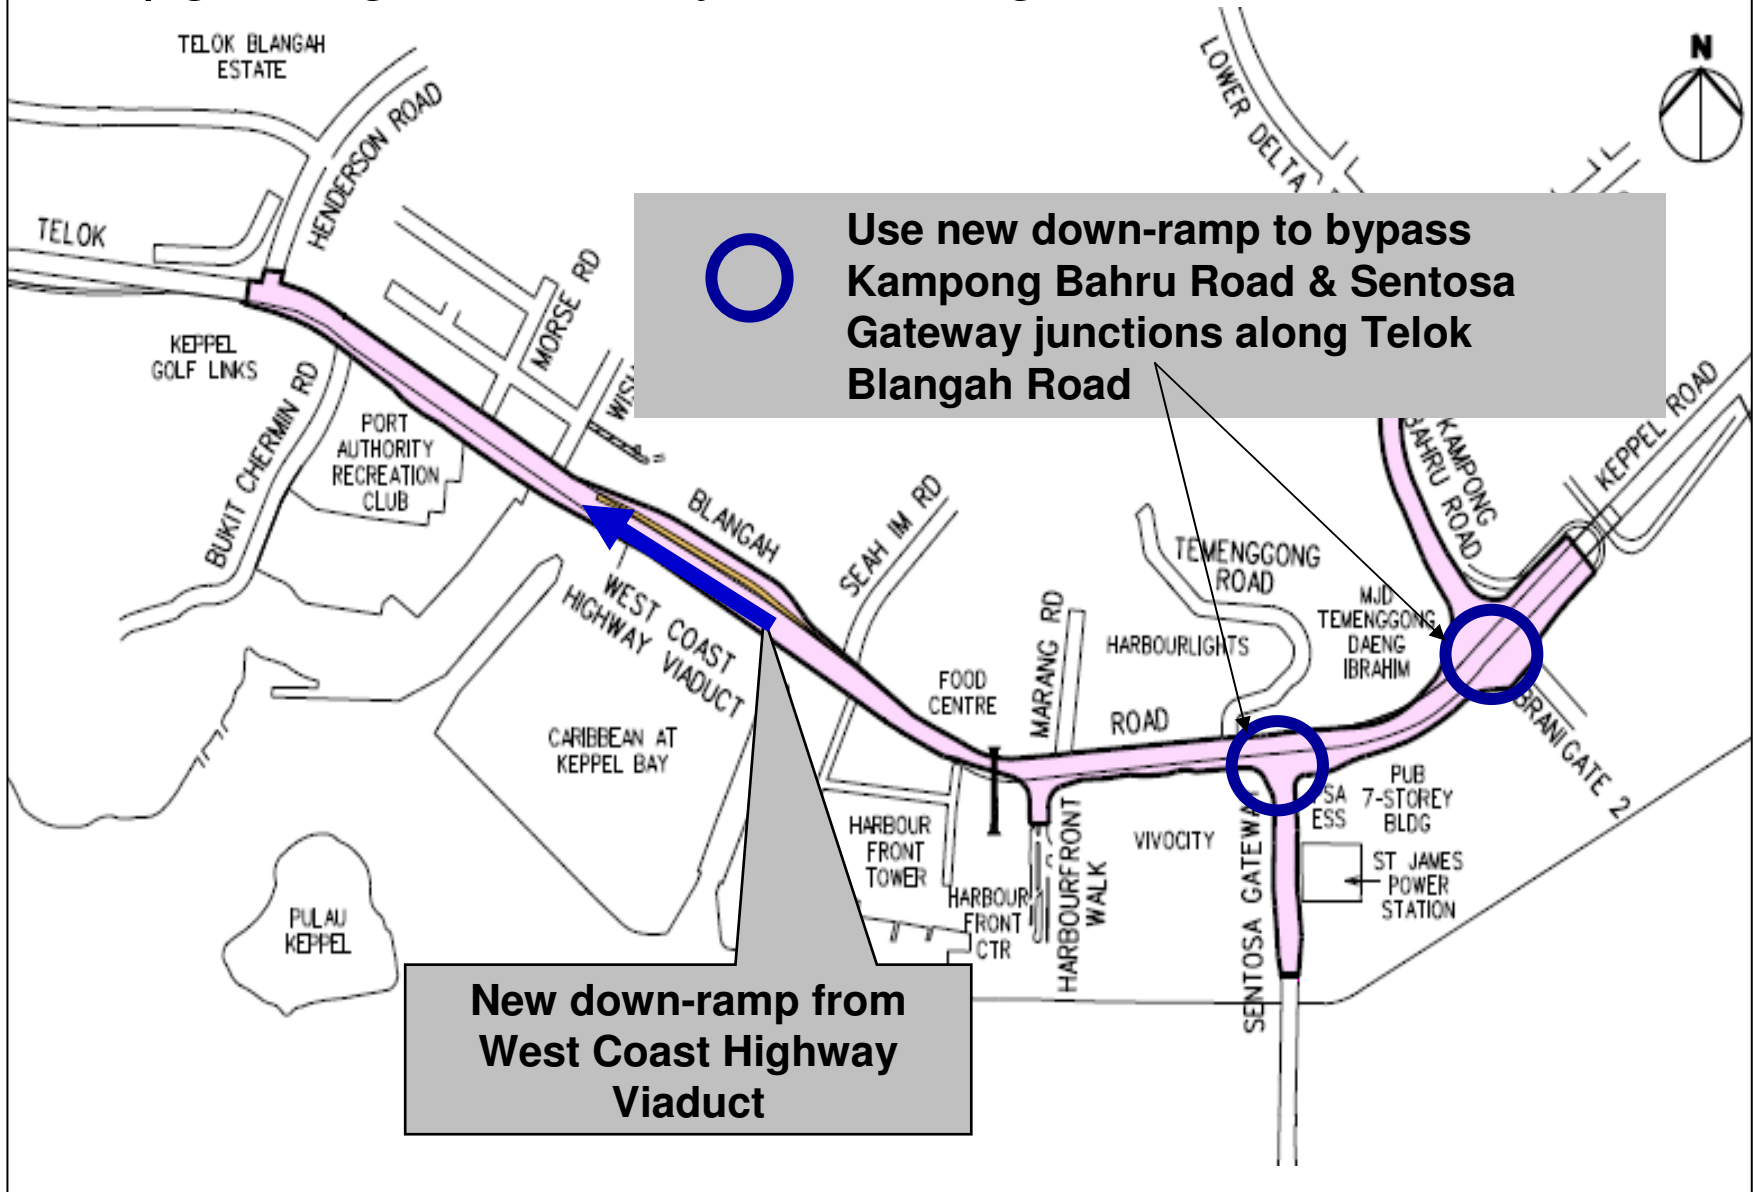 TELOK BLANGAH
ESTATE
HENDERSON ROAD
LOWER DELTA
N
TELOK
MORSE RD
KEPPEL
GOLF LINKS
BUKIT CHERMIN RD
PORT
AUTHORITY
RECREATION
CLUB
Use new down-ramp to bypass
Kampong Bahru Road & Sentosa
Gateway junctions along Telok
Blangah Road
KAMPONG
BAHRU ROAD
KEPPEL ROAD
BLANGAH
SEAH IM RD
WEST COAST
HIGHWAY VIADUCT
TEMENGGONG
ROAD
MJD
TEMENGGONG
DAENG
IBRAHIM
HARBOURLIGHTS
MARANG RD
FOOD
CENTRE
ROAD
BRANI GATE 2
CARIBBEAN AT
KEPPEL BAY
HARBOUR
FRONT
TOWER
HARBOUR
FRONT
CTR
HARBOURFRONT
WALK
VIVOCITY
SENTOSA GATEWAY
PUB
7-STOREY
BLDG
ST JAMES
POWER
STATION
PULAU
KEPPEL
New down-ramp from
West Coast Highway
Viaduct